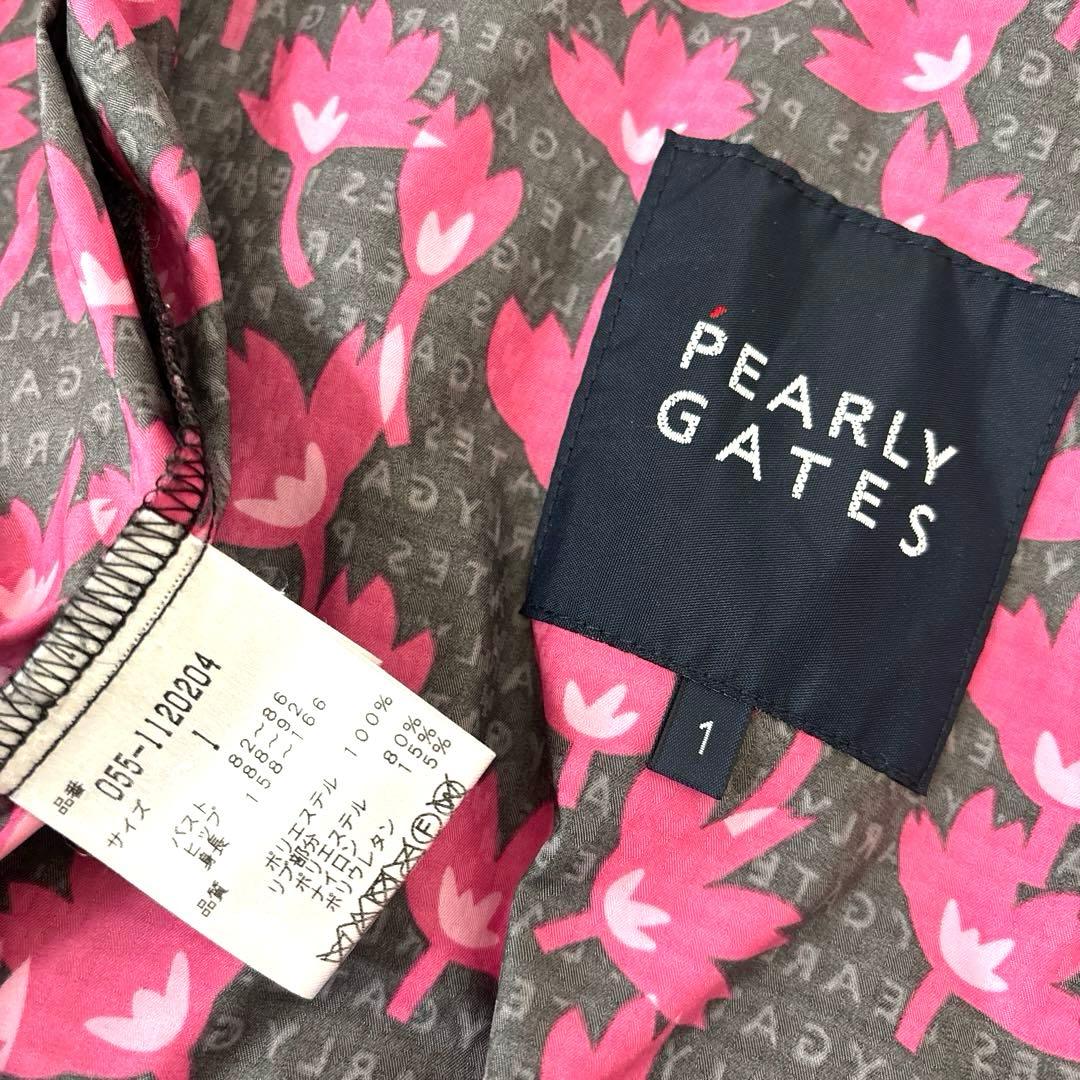 PEARLY
GATES
1
品番 055-1120204
サイズ 1
バスト 82~86
ヒップ 88~92
身長 158~166
品質 ポリエステル 100%
リブ部分
ポリエステル 80%
ナイロン 15%
ポリウレタン 5%
F